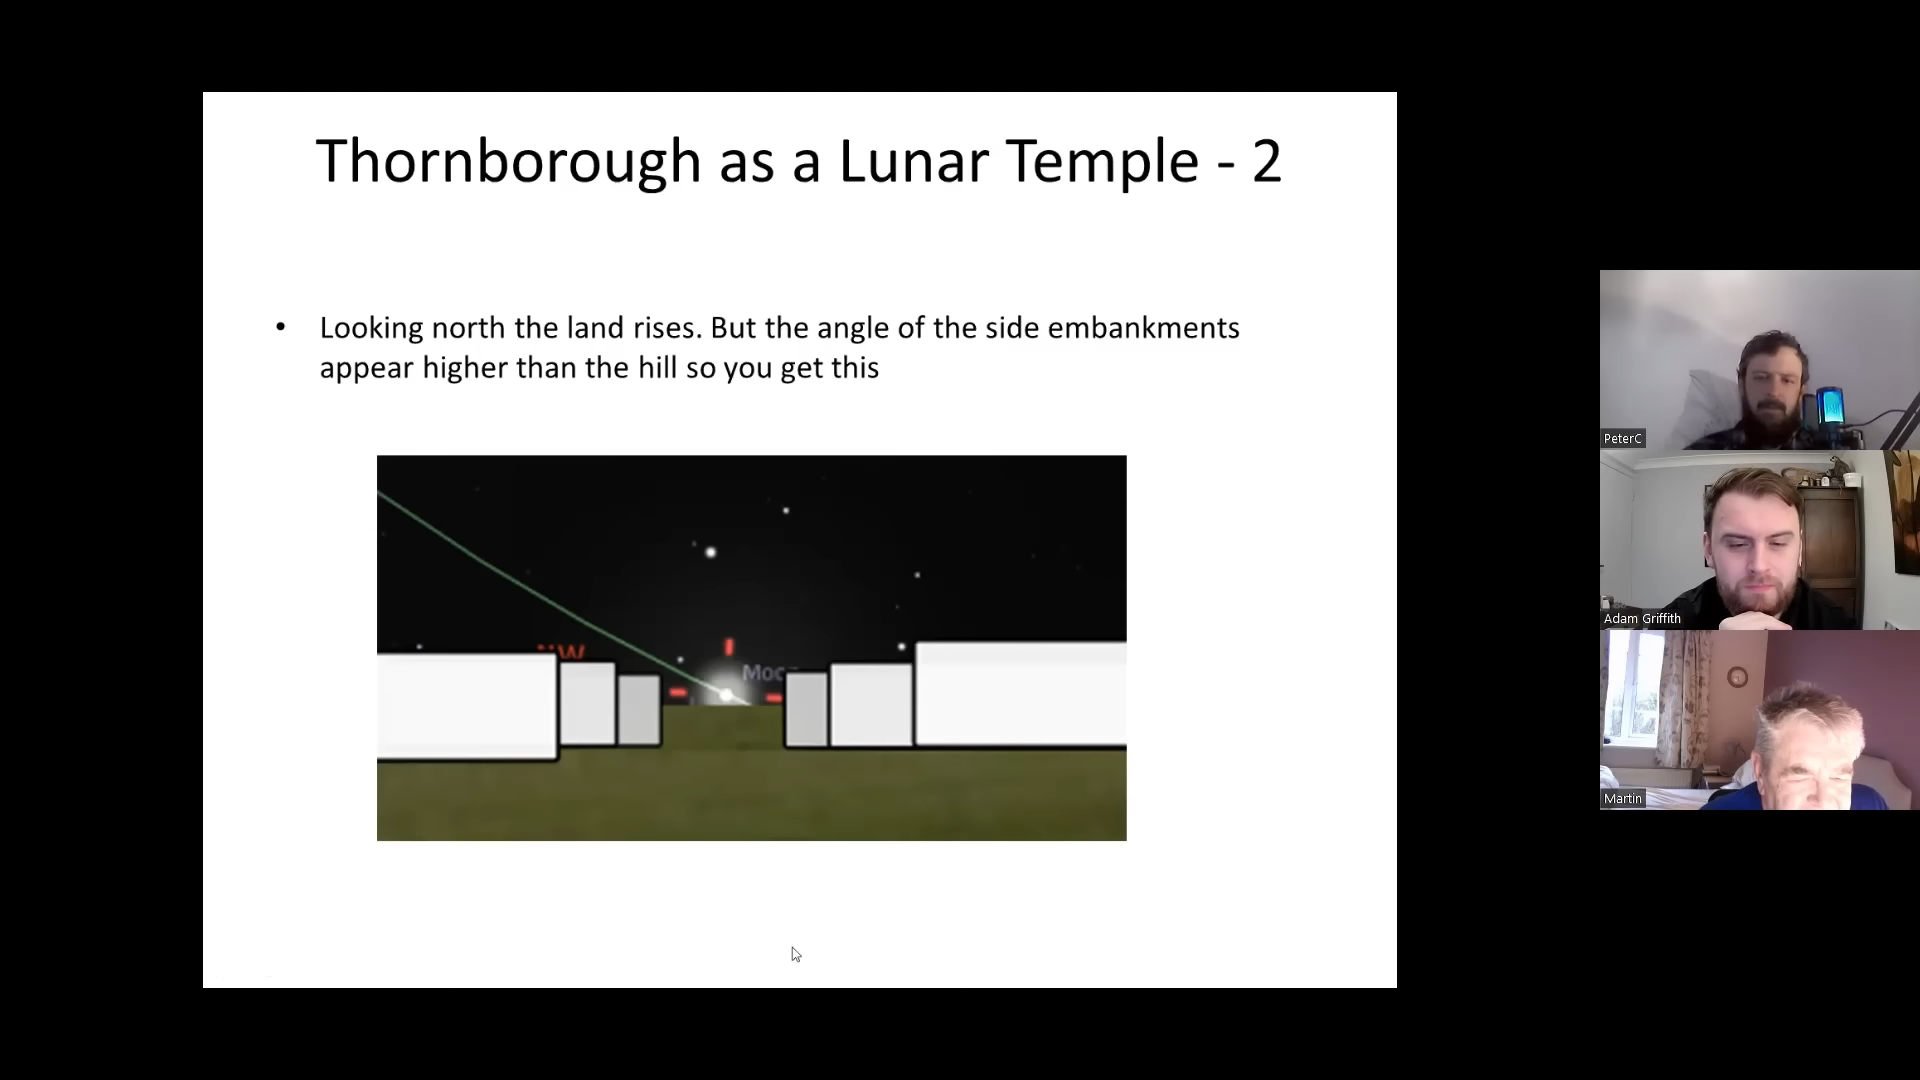 Thornborough as a Lunar Temple - 2
• Looking north the land rises. But the angle of the side embankments
appear higher than the hill so you get this
NW
PeterC
Adam Griffith
Martin